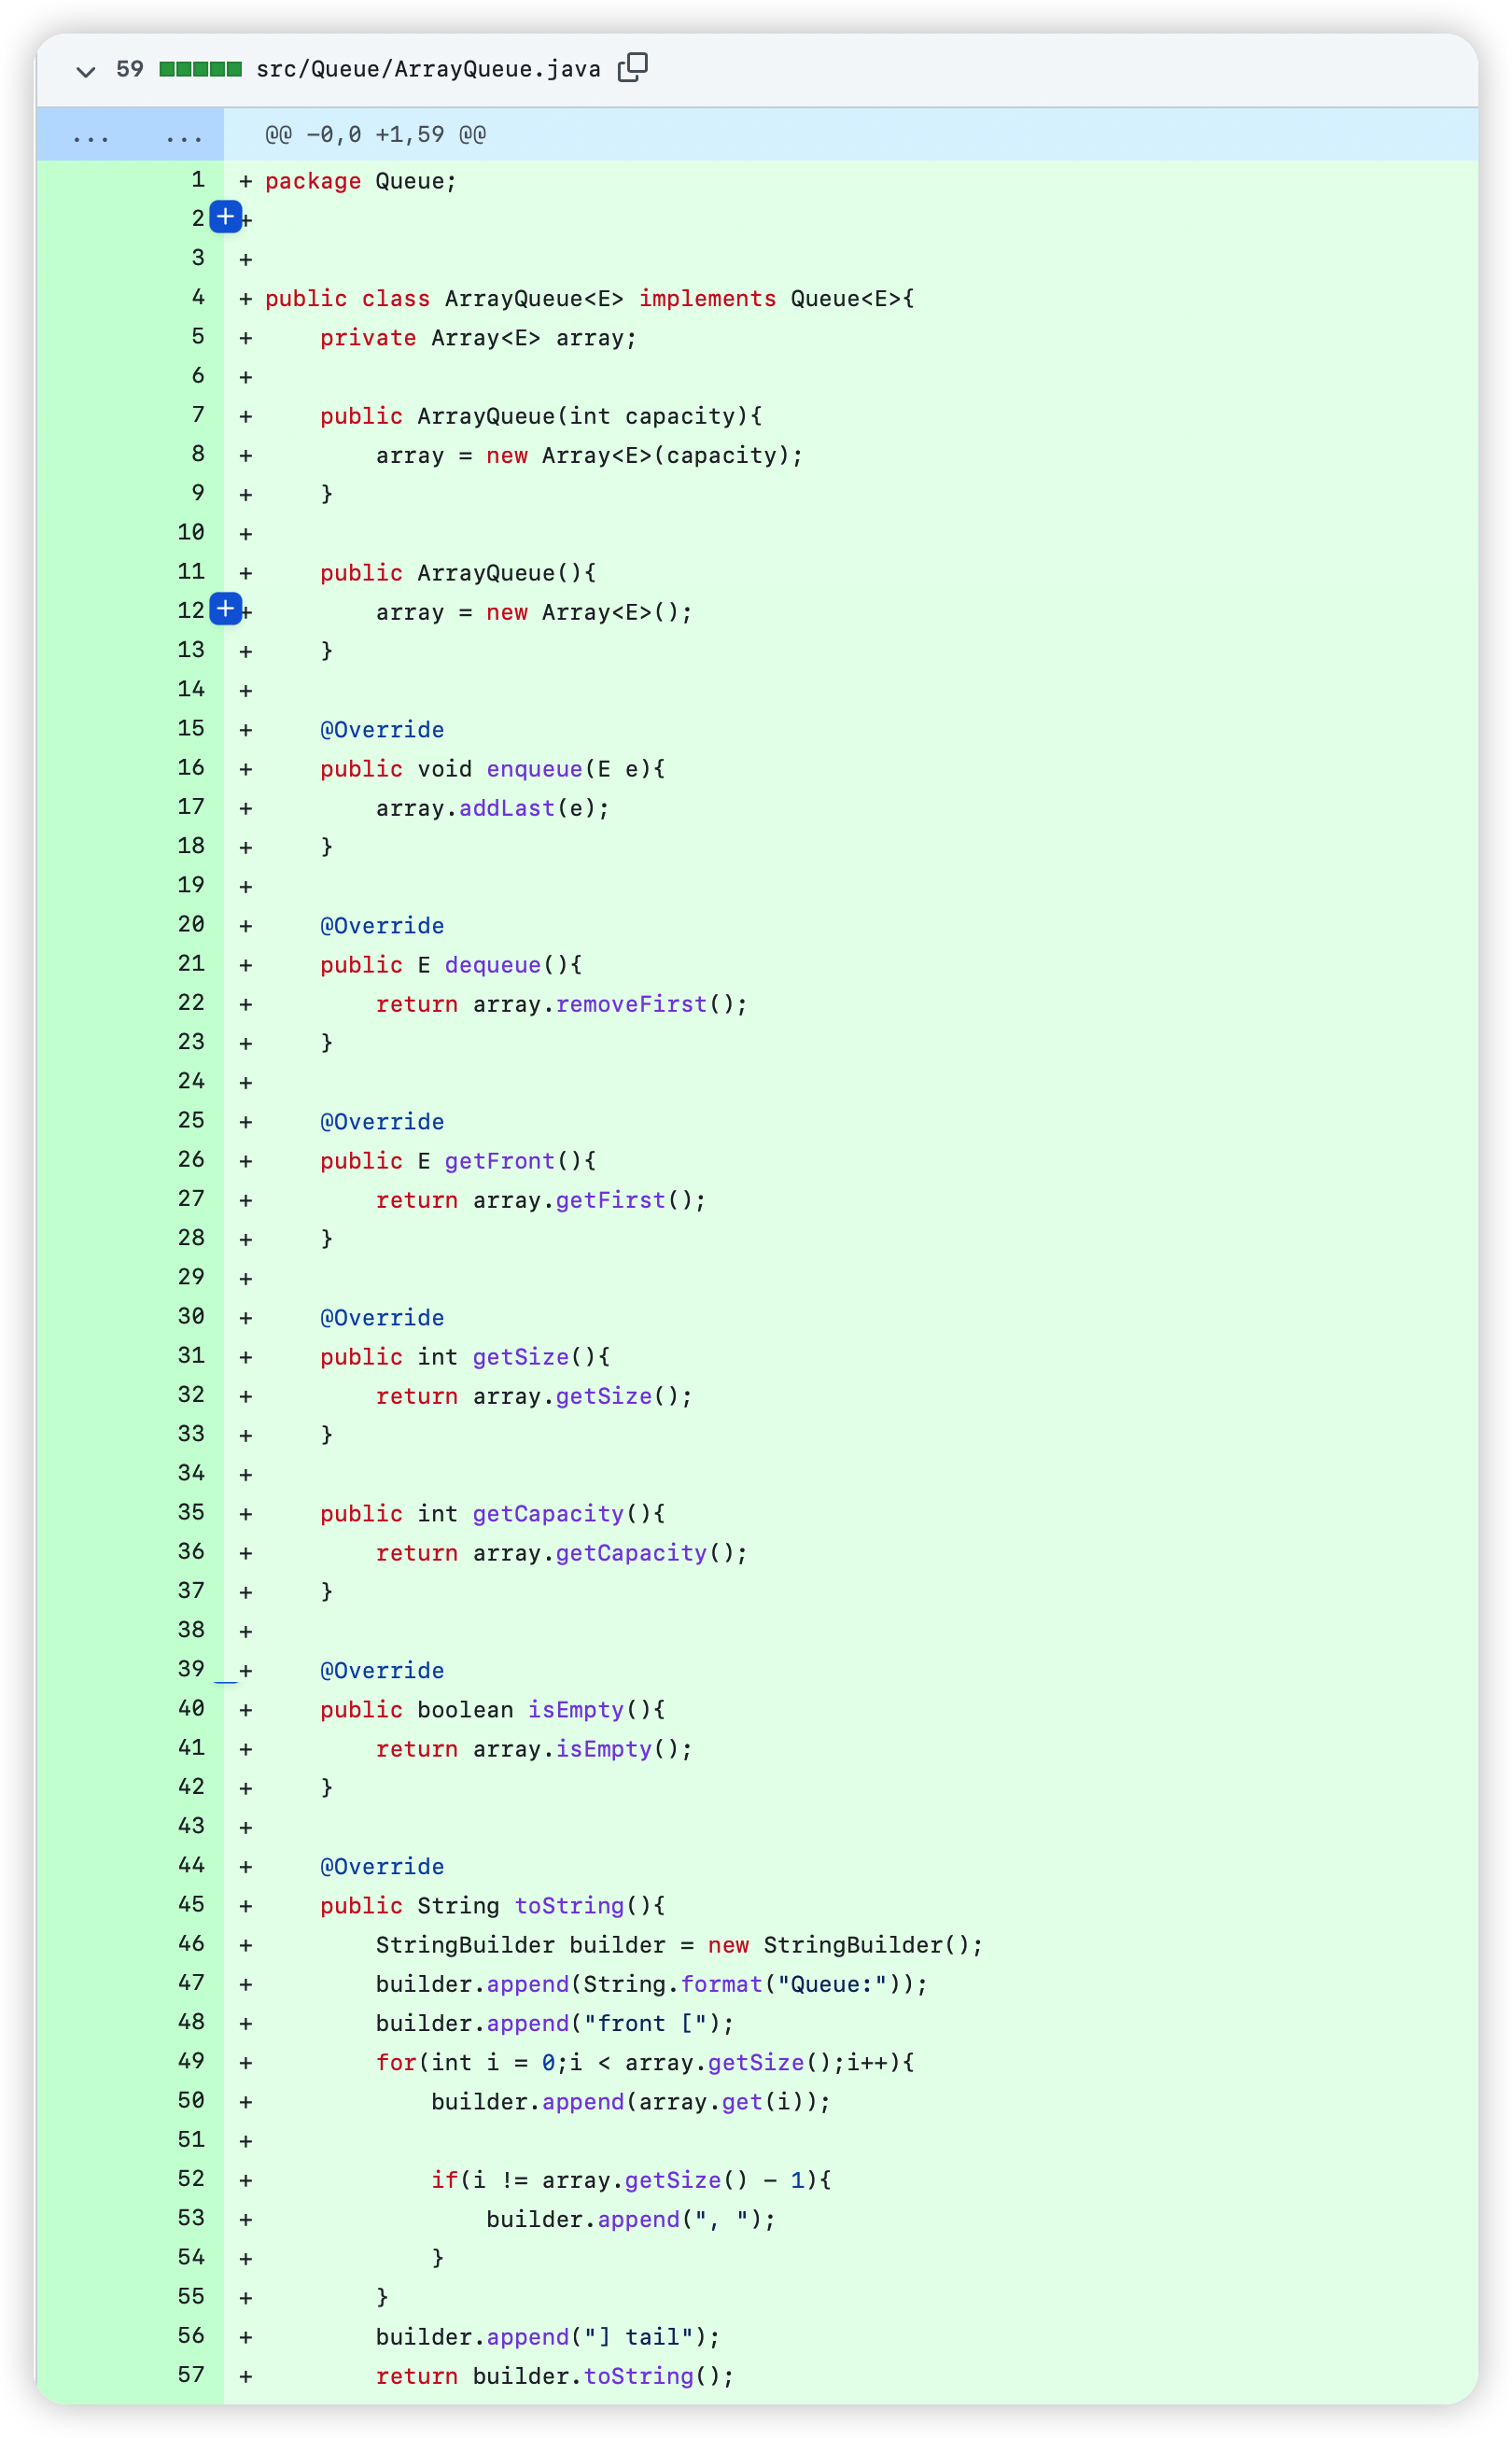 59 src/Queue/ArrayQueue.java
... ... @@ -0,0 +1,59 @@
1 + package Queue;
2 +
3 +
4 + public class ArrayQueue<E> implements Queue<E>{
5 +     private Array<E> array;
6 +
7 +     public ArrayQueue(int capacity){
8 +         array = new Array<E>(capacity);
9 +     }
10 +
11 +     public ArrayQueue(){
12 +         array = new Array<E>();
13 +     }
14 +
15 +     @Override
16 +     public void enqueue(E e){
17 +         array.addLast(e);
18 +     }
19 +
20 +     @Override
21 +     public E dequeue(){
22 +         return array.removeFirst();
23 +     }
24 +
25 +     @Override
26 +     public E getFront(){
27 +         return array.getFirst();
28 +     }
29 +
30 +     @Override
31 +     public int getSize(){
32 +         return array.getSize();
33 +     }
34 +
35 +     public int getCapacity(){
36 +         return array.getCapacity();
37 +     }
38 +
39 +     @Override
40 +     public boolean isEmpty(){
41 +         return array.isEmpty();
42 +     }
43 +
44 +     @Override
45 +     public String toString(){
46 +         StringBuilder builder = new StringBuilder();
47 +         builder.append(String.format("Queue:"));
48 +         builder.append("front [");
49 +         for(int i = 0;i < array.getSize();i++){
50 +             builder.append(array.get(i));
51 +
52 +             if(i != array.getSize() - 1){
53 +                 builder.append(", ");
54 +             }
55 +         }
56 +         builder.append("] tail");
57 +         return builder.toString();